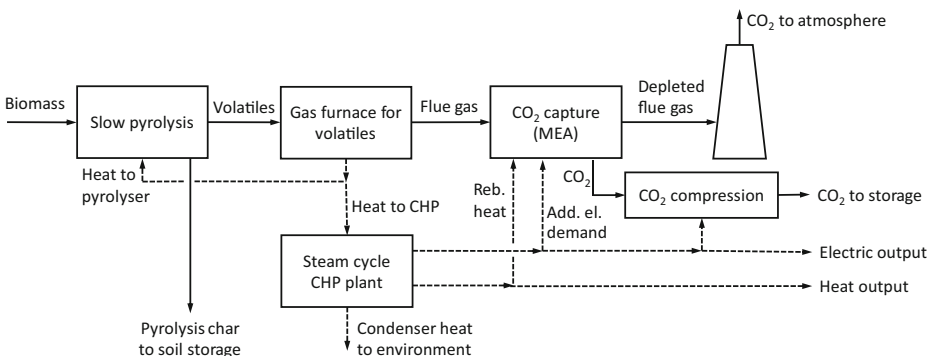 CO₂ to atmosphere
Biomass
Slow pyrolysis
Volatiles
Gas furnace for
volatiles
Flue gas
CO₂ capture
(MEA)
Depleted
flue gas
Heat to
pyrolyser
Heat to CHP
Reb.
heat
Add. el.
demand
CO₂
CO₂ compression
CO₂ to storage
Steam cycle
CHP plant
Electric output
Heat output
Pyrolysis char
to soil storage
Condenser heat
to environment